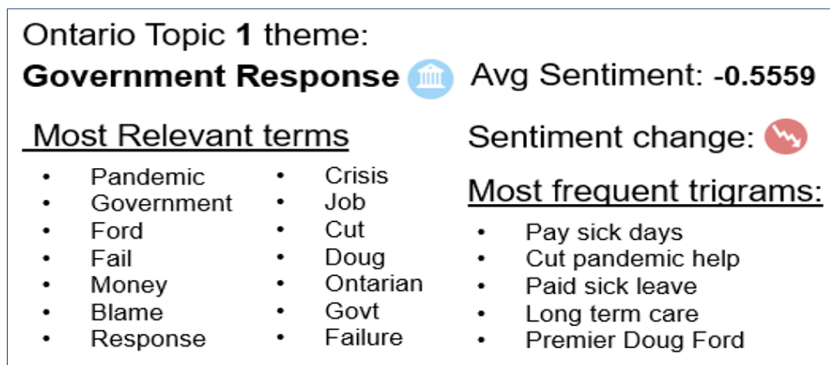 Ontario Topic 1 theme:
Government Response
Avg Sentiment: -0.5559
Most Relevant terms
• Pandemic
• Government
• Ford
• Fail
• Money
• Blame
• Response
• Crisis
• Job
• Cut
• Doug
• Ontarian
• Govt
• Failure
Sentiment change:
Most frequent trigrams:
• Pay sick days
• Cut pandemic help
• Paid sick leave
• Long term care
• Premier Doug Ford